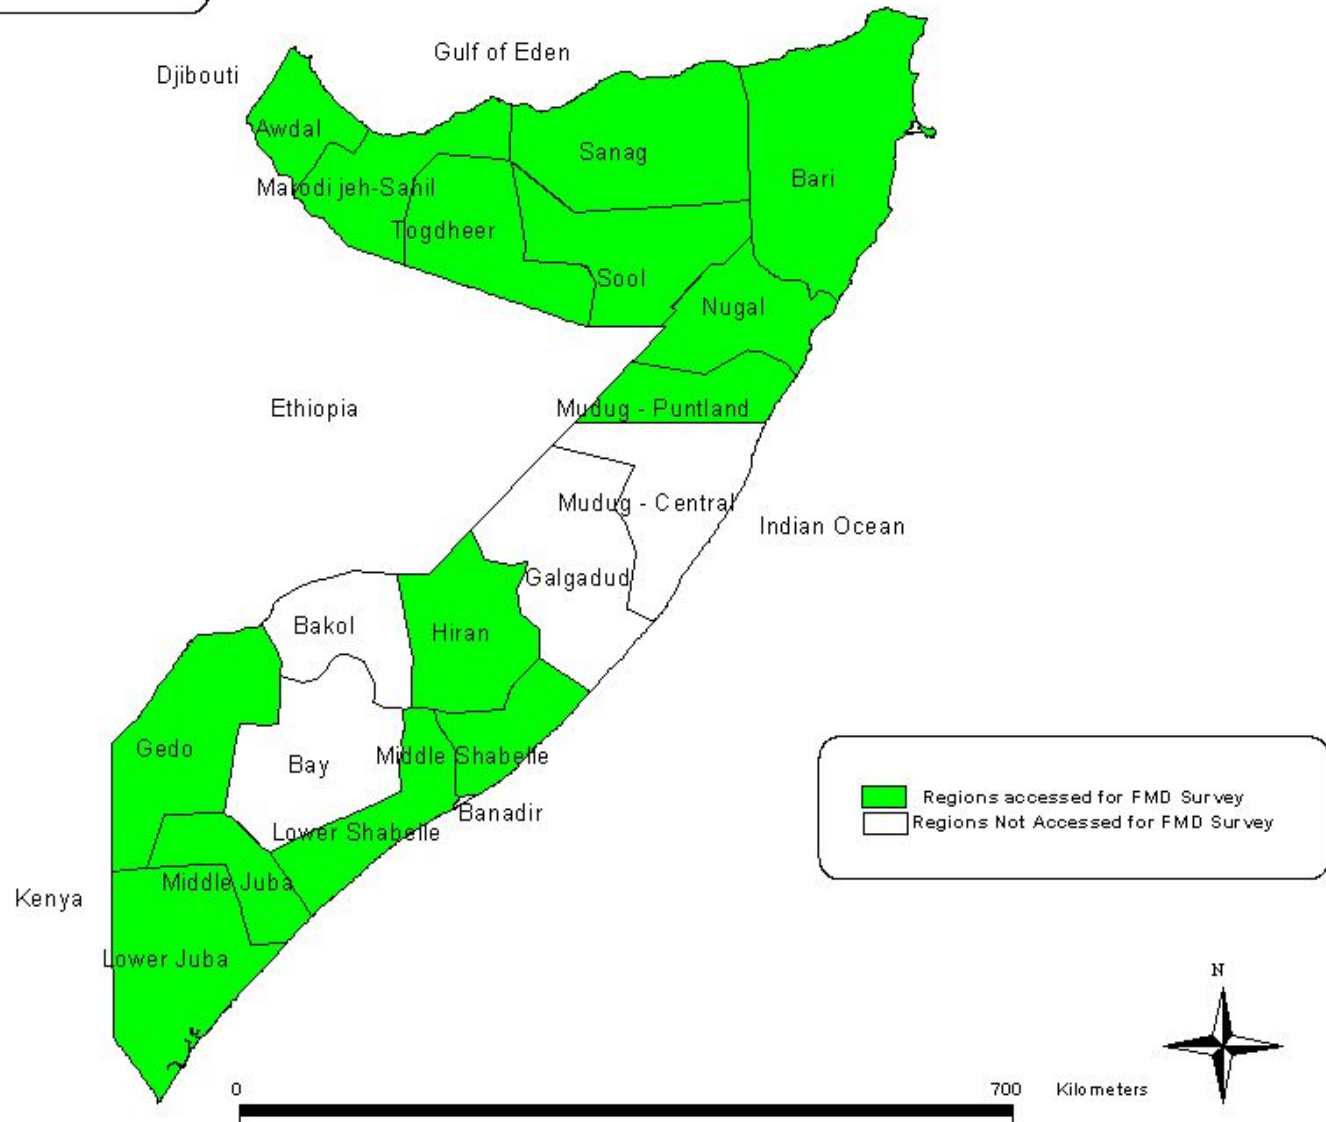 Gulf of Eden
Djibouti
Awdal
Sanag
Bari
Marodi jeh-Sahil
Togdheer
Sool
Nugal
Ethiopia
Mudug - Puntland
Mudug - Central
Indian Ocean
Galgadud
Bakol
Hiran
Gedo
Bay
Middle Shabelle
Banadir
Lower Shabelle
Middle Juba
Kenya
Lower Juba
Regions accessed for FMD Survey
Regions Not Accessed for FMD Survey
N
0
700
Kilometers